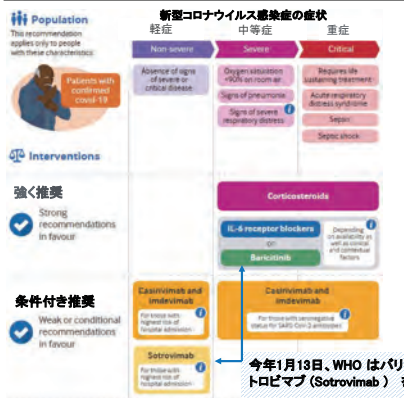 Population
新型コロナウイルス感染症の症状
This recommendation
applies only to people
with these characteristics
軽症
中等症
重症
Non-severe
Severe
Critical
Patients with
confirmed
covid-19
Absence of signs
of severe or
critical disease
Oxygen saturation
<90% on room air
Signs of pneumonia
Signs of severe
respiratory distress
Requires life
sustaining treatment
Acute respiratory
distress syndrome
Sepsis
Septic shock
Interventions
強く推奨
Strong
recommendations
in favour
Corticosteroids
IL-6 receptor blockers
OR
Baricitinib
Depending
on availability as
well as clinical
and contextual
factors
条件付き推奨
Weak or conditional
recommendations
in favour
Casirivimab and
imdevimab
For those with
highest risk of
hospital admission
Casirivimab and
imdevimab
For those with seronegative
status for SARS-CoV-2 antibodies
Sotrovimab
For those with
highest risk of
hospital admission
今年1月13日、WHO はバリ
トロビマブ (Sotrovimab )